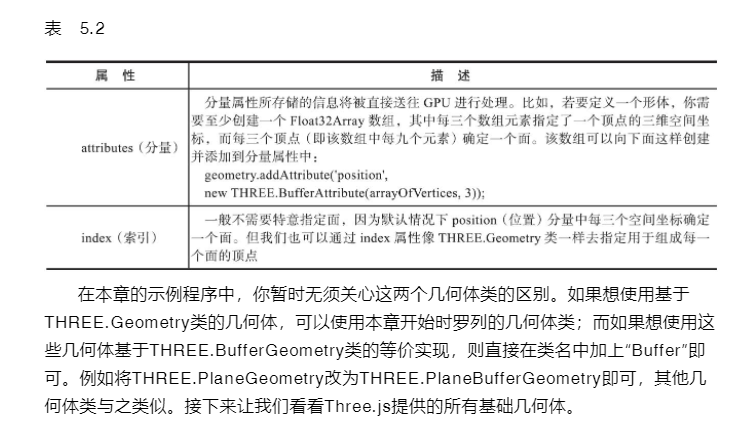 表 5.2
属 性 描 述
attributes（分量） 分量属性所存储的信息将被直接送往 GPU 进行处理。比如，若要定义一个形体，你需
要至少创建一个 Float32Array 数组，其中每三个数组元素指定了一个顶点的三维空间坐
标，而每三个顶点（即该数组中每九个元素）确定一个面。该数组可以向下面这样创建
并添加到分量属性中：
geometry.addAttribute('position',
new THREE.BufferAttribute(arrayOfVertices, 3));
index（索引） 一般不需要特意指定面，因为默认情况下 position（位置）分量中每三个空间坐标确定
一个面。但我们也可以通过 index 属性像 THREE.Geometry 类一样去指定用于组成每一
个面的顶点
在本章的示例程序中，你暂时无须关心这两个几何体类的区别。如果想使用基于
THREE.Geometry类的几何体，可以使用本章开始时罗列的几何体类；而如果想使用这
些几何体基于THREE.BufferGeometry类的等价实现，则直接在类名中加上“Buffer”即
可。例如将THREE.PlaneGeometry改为THREE.PlaneBufferGeometry即可，其他几
何体类与之类似。接下来让我们看看Three.js提供的所有基础几何体。